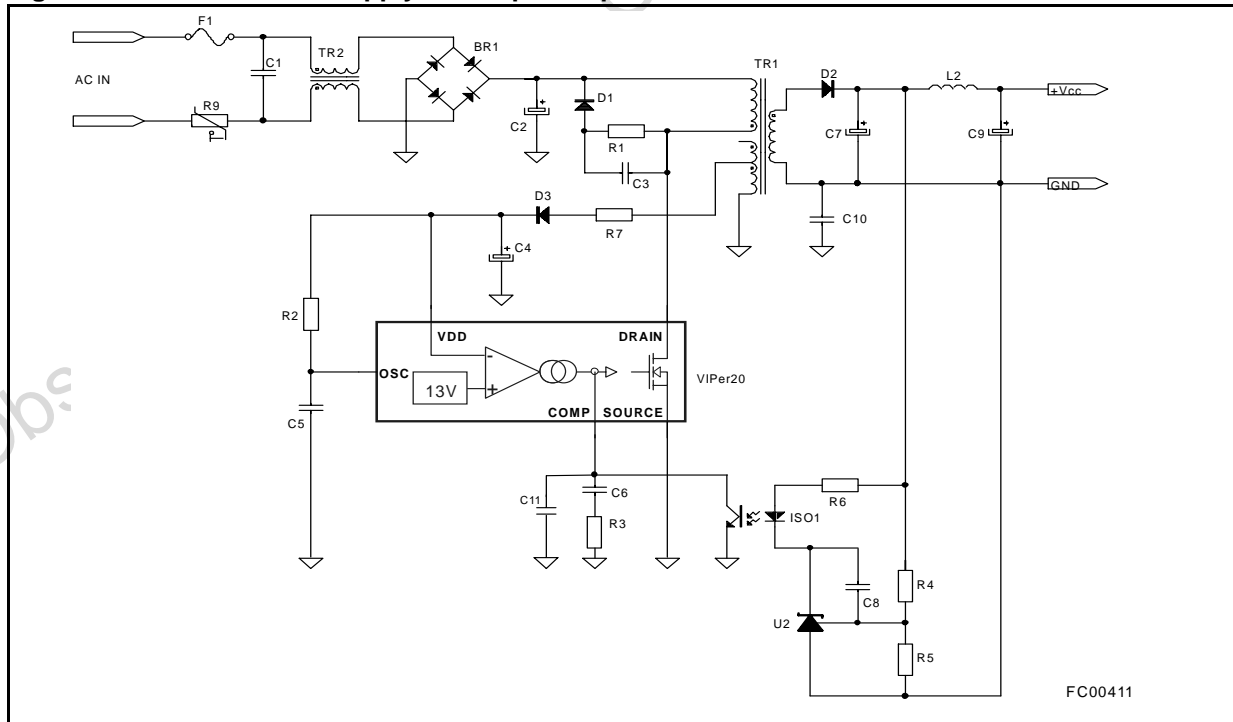 F1
BR1
TR2
TR1
D2
L2
C1
AC IN
+Vcc
D1
R9
C2
C7
C9
T
R1
C3
GND
D3
C10
R7
C4
R2
VDD
DRAIN
-
OSC
VIPer20
13V
+
COMP SOURCE
C5
C11
C6
R6
ISO1
R3
R4
C8
U2
R5
FC00411